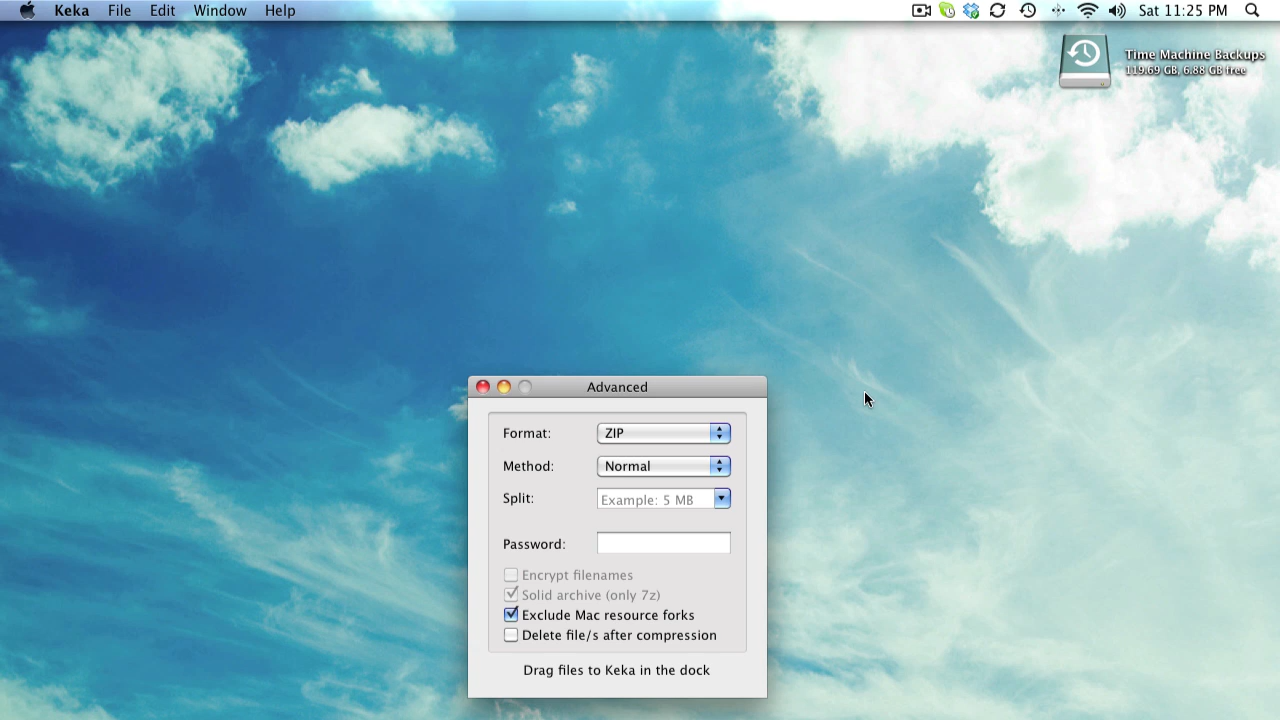 Keka File Edit Window Help Sat 11:25 PM
Time Machine Backups
119.69 GB, 6.88 GB free
Advanced
Format: ZIP
Method: Normal
Split: Example: 5 MB
Password:
Encrypt filenames
Solid archive (only 7z)
Exclude Mac resource forks
Delete file/s after compression
Drag files to Keka in the dock